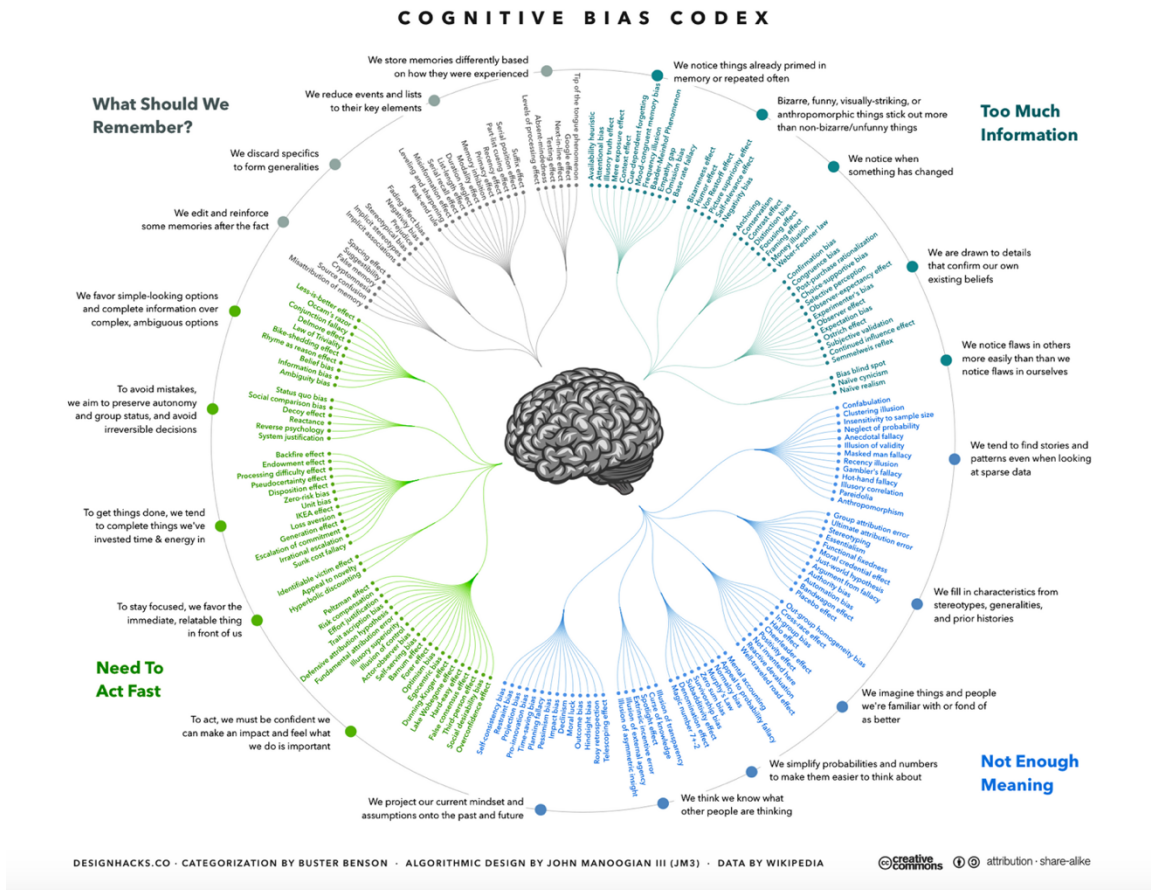 COGNITIVE BIAS CODEX
What Should We
Remember?
We store memories differently based
on how they were experienced
We reduce events and lists
to their key elements
We discard specifics
to form generalities
We edit and reinforce
some memories after the fact
Tip of the tongue phenomenon
Google effect
Next-in-line effect
Testing effect
Absent-mindedness
Levels of processing effect
Suffix effect
Serial position effect
Part-list cueing effect
Recency effect
Primacy effect
Memory inhibition
Modality effect
Duration neglect
List-length effect
Serial recall effect
Misinformation effect
Leveling and sharpening
Peak-end rule
Fading affect bias
Negativity bias
Prejudice
Stereotypical bias
Implicit stereotypes
Implicit associations
Spacing effect
Suggestibility
False memory
Cryptomnesia
Source confusion
Misattribution of memory
Too Much
Information
We notice things already primed in
memory or repeated often
Bizarre, funny, visually-striking, or
anthropomorphic things stick out more
than non-bizarre/unfunny things
We notice when
something has changed
We are drawn to details
that confirm our own
existing beliefs
We notice flaws in others
more easily than than we
notice flaws in ourselves
Availability heuristic
Attentional bias
Illusory truth effect
Mere exposure effect
Context effect
Cue-dependent forgetting
Mood-congruent memory bias
Frequency illusion
Baader-Meinhof Phenomenon
Empathy gap
Omission bias
Base rate fallacy
Bizarreness effect
Humor effect
Von Restorff effect
Picture superiority effect
Self-relevance effect
Negativity bias
Anchoring
Conservatism
Contrast effect
Distinction bias
Focusing effect
Framing effect
Money illusion
Weber-Fechner law
Confirmation bias
Congruence bias
Post-purchase rationalization
Choice-supportive bias
Selective perception
Observer-expectancy effect
Experimenter's bias
Observer effect
Expectation bias
Ostrich effect
Subjective validation
Continued influence effect
Semmelweis reflex
Bias blind spot
Naïve cynicism
Naïve realism
Not Enough
Meaning
We tend to find stories and
patterns even when looking
at sparse data
We fill in characteristics from
stereotypes, generalities,
and prior histories
We imagine things and people
we're familiar with or fond of
as better
We simplify probabilities and numbers
to make them easier to think about
We think we know what
other people are thinking
We project our current mindset and
assumptions onto the past and future
Confabulation
Clustering illusion
Insensitivity to sample size
Neglect of probability
Anecdotal fallacy
Illusion of validity
Masked man fallacy
Recency illusion
Gambler's fallacy
Hot-hand fallacy
Illusory correlation
Pareidolia
Anthropomorphism
Group attribution error
Ultimate attribution error
Stereotyping
Essentialism
Functional fixedness
Moral credential effect
Just-world hypothesis
Argument from fallacy
Authority bias
Automation bias
Bandwagon effect
Placebo effect
Out-group homogeneity bias
Cross-race effect
In-group bias
Halo effect
Cheerleader effect
Positivity effect
Not invented here
Reactive devaluation
Well-traveled road effect
Mental accounting
Appeal to probability fallacy
Normalcy bias
Murphy's Law
Zero sum bias
Survivorship bias
Subadditivity effect
Denomination effect
Magic number 7+-2
Illusion of transparency
Curse of knowledge
Spotlight effect
Extrinsic incentive error
Illusion of external agency
Illusion of asymmetric insight
Telescoping effect
Rosy retrospection
Hindsight bias
Outcome bias
Moral luck
Declinism
Impact bias
Pessimism bias
Planning fallacy
Time-saving bias
Pro-innovation bias
Projection bias
Restraint bias
Self-consistency bias
Need To
Act Fast
We favor simple-looking options
and complete information over
complex, ambiguous options
To avoid mistakes,
we aim to preserve autonomy
and group status, and avoid
irreversible decisions
To get things done, we tend
to complete things we've
invested time & energy in
To stay focused, we favor the
immediate, relatable thing
in front of us
To act, we must be confident we
can make an impact and feel what
we do is important
Less-is-better effect
Occam's razor
Conjunction fallacy
Delmore effect
Law of Triviality
Bike-shedding effect
Rhyme as reason effect
Belief bias
Information bias
Ambiguity bias
Status quo bias
Social comparison bias
Decoy effect
Reactance
Reverse psychology
System justification
Backfire effect
Endowment effect
Processing difficulty effect
Pseudocertainty effect
Disposition effect
Zero-risk bias
Unit bias
IKEA effect
Loss aversion
Generation effect
Escalation of commitment
Irrational escalation
Sunk cost fallacy
Identifiable victim effect
Appeal to novelty
Hyperbolic discounting
Peltzman effect
Risk compensation
Effort justification
Trait ascription bias
Defensive attribution hypothesis
Fundamental attribution error
Illusory superiority
Illusion of control
Actor-observer bias
Self-serving bias
Barnum effect
Forer effect
Optimism bias
Egocentric bias
Dunning-Kruger effect
Lake Wobegone effect
Hard-easy effect
False consensus effect
Third-person effect
Social desirability bias
Overconfidence effect
DESIGNHACKS.CO · CATEGORIZATION BY BUSTER BENSON · ALGORITHMIC DESIGN BY JOHN MANOOGIAN III (JM3) · DATA BY WIKIPEDIA
cc creative commons
attribution · share-alike